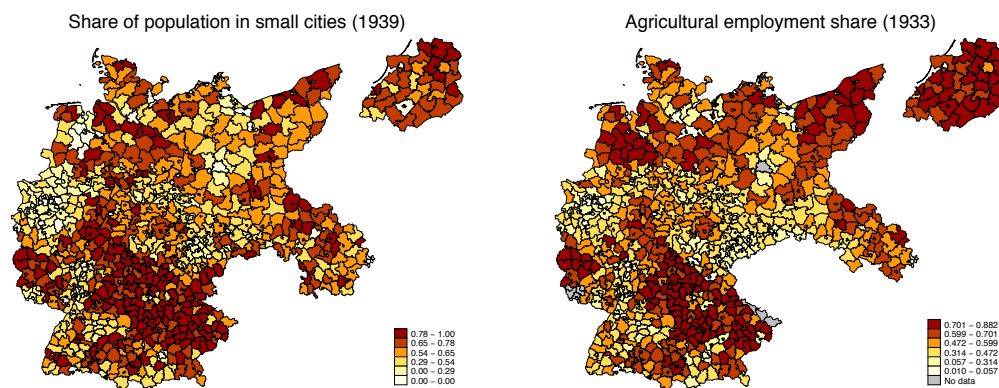 Share of population in small cities (1939)
0.78 − 1.00
0.65 − 0.78
0.54 − 0.65
0.29 − 0.54
0.00 − 0.29
0.00 − 0.00
Agricultural employment share (1933)
0.701 − 0.882
0.599 − 0.701
0.472 − 0.599
0.314 − 0.472
0.057 − 0.314
0.010 − 0.057
No data